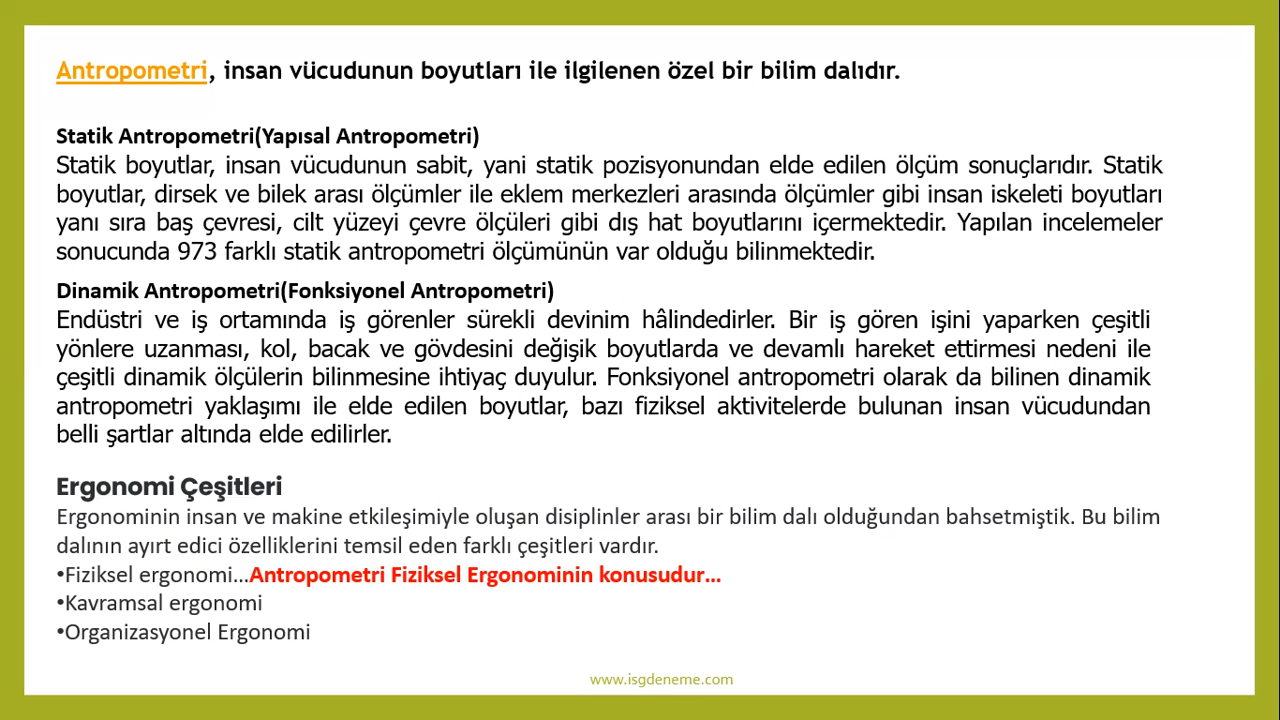 Antropometri, insan vücudunun boyutları ile ilgilenen özel bir bilim dalıdır.
Statik Antropometri(Yapısal Antropometri)
Statik boyutlar, insan vücudunun sabit, yani statik pozisyonundan elde edilen ölçüm sonuçlarıdır. Statik
boyutlar, dirsek ve bilek arası ölçümler ile eklem merkezleri arasında ölçümler gibi insan iskeleti boyutları
yanı sıra baş çevresi, cilt yüzeyi çevre ölçüleri gibi dış hat boyutlarını içermektedir. Yapılan incelemeler
sonucunda 973 farklı statik antropometri ölçümünün var olduğu bilinmektedir.
Dinamik Antropometri(Fonksiyonel Antropometri)
Endüstri ve iş ortamında iş görenler sürekli devinim hâlindedirler. Bir iş gören işini yaparken çeşitli
yönlere uzanması, kol, bacak ve gövdesini değişik boyutlarda ve devamlı hareket ettirmesi nedeni ile
çeşitli dinamik ölçülerin bilinmesine ihtiyaç duyulur. Fonksiyonel antropometri olarak da bilinen dinamik
antropometri yaklaşımı ile elde edilen boyutlar, bazı fiziksel aktivitelerde bulunan insan vücudundan
belli şartlar altında elde edilirler.
Ergonomi Çeşitleri
Ergonominin insan ve makine etkileşimiyle oluşan disiplinler arası bir bilim dalı olduğundan bahsetmiştik. Bu bilim
dalının ayırt edici özelliklerini temsil eden farklı çeşitleri vardır.
•Fiziksel ergonomi...Antropometri Fiziksel Ergonominin konusudur...
•Kavramsal ergonomi
•Organizasyonel Ergonomi
www.isgdeneme.com